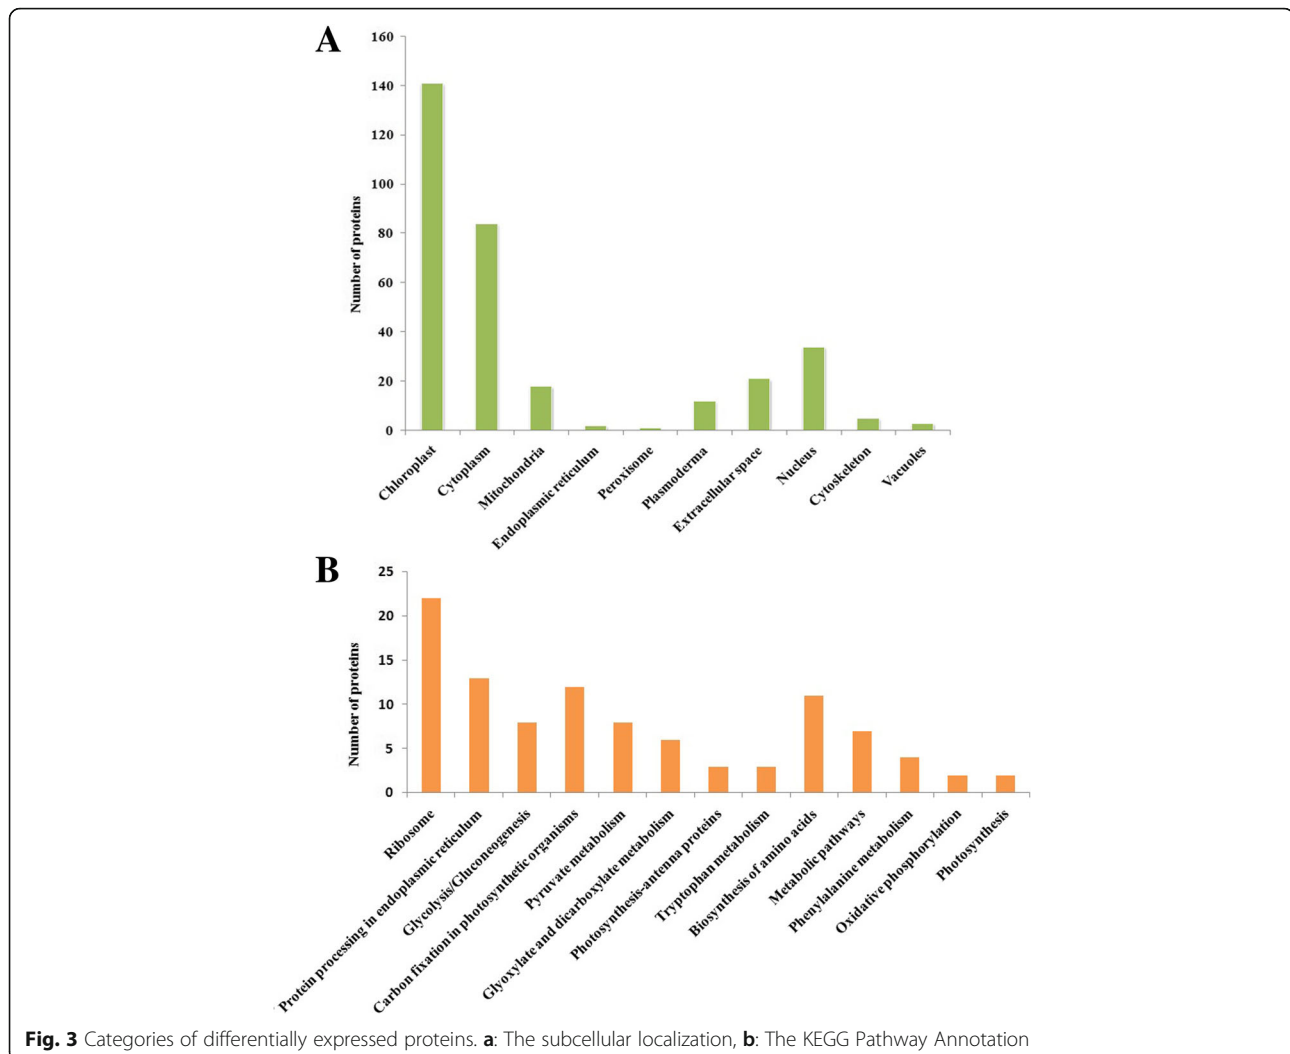 A
160
140
120
100
80
60
40
20
0
Number of proteins
Chloroplast
Cytoplasm
Mitochondria
Endoplasmic reticulum
Peroxisome
Plasmoderma
Extracellular space
Nucleus
Cytoskeleton
Vacuoles
B
25
20
15
10
5
0
Number of proteins
Ribosome
Protein processing in endoplasmic reticulum
Glycolysis/Gluconeogenesis
Carbon fixation in photosynthetic organisms
Pyruvate metabolism
Glyoxylate and dicarboxylate metabolism
Photosynthesis-antenna proteins
Tryptophan metabolism
Biosynthesis of amino acids
Metabolic pathways
Phenylalanine metabolism
Oxidative phosphorylation
Photosynthesis
Fig. 3 Categories of differentially expressed proteins. a: The subcellular localization, b: The KEGG Pathway Annotation